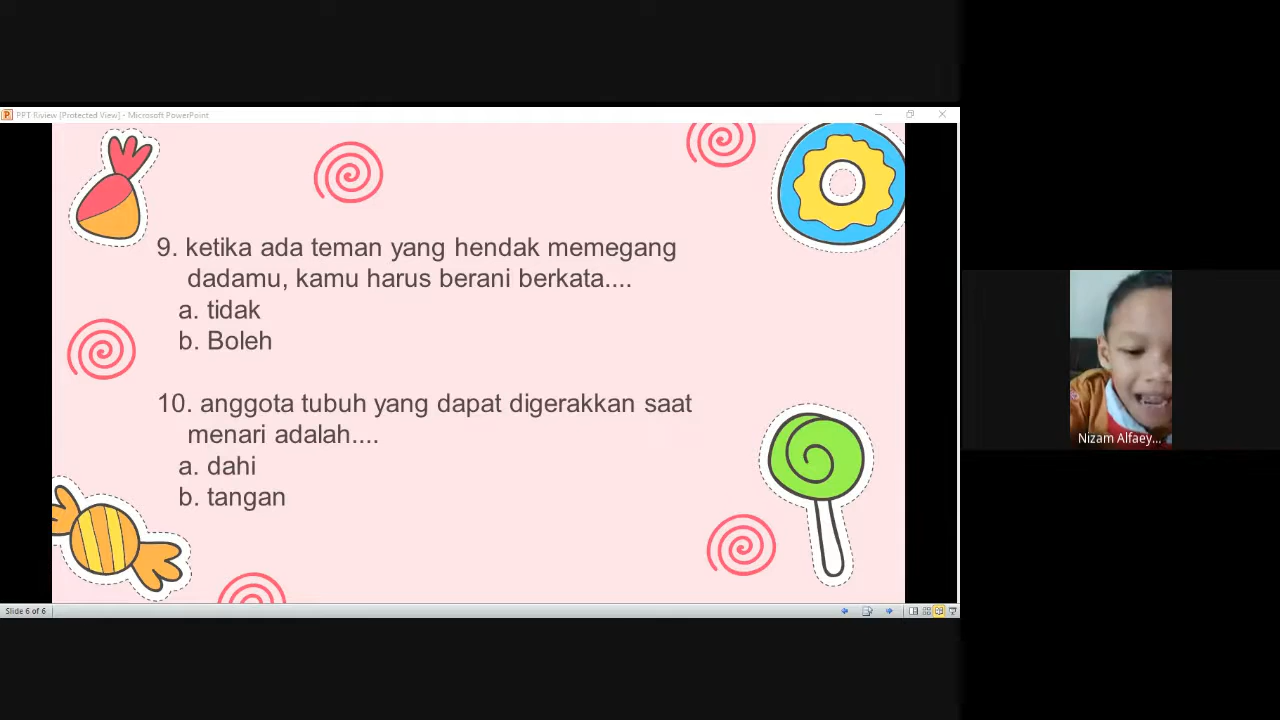 PPT Riview [Protected View] - Microsoft PowerPoint
9. ketika ada teman yang hendak memegang
dadamu, kamu harus berani berkata....
a. tidak
b. Boleh
10. anggota tubuh yang dapat digerakkan saat
menari adalah....
a. dahi
b. tangan
Nizam Alfaey...
Slide 6 of 6